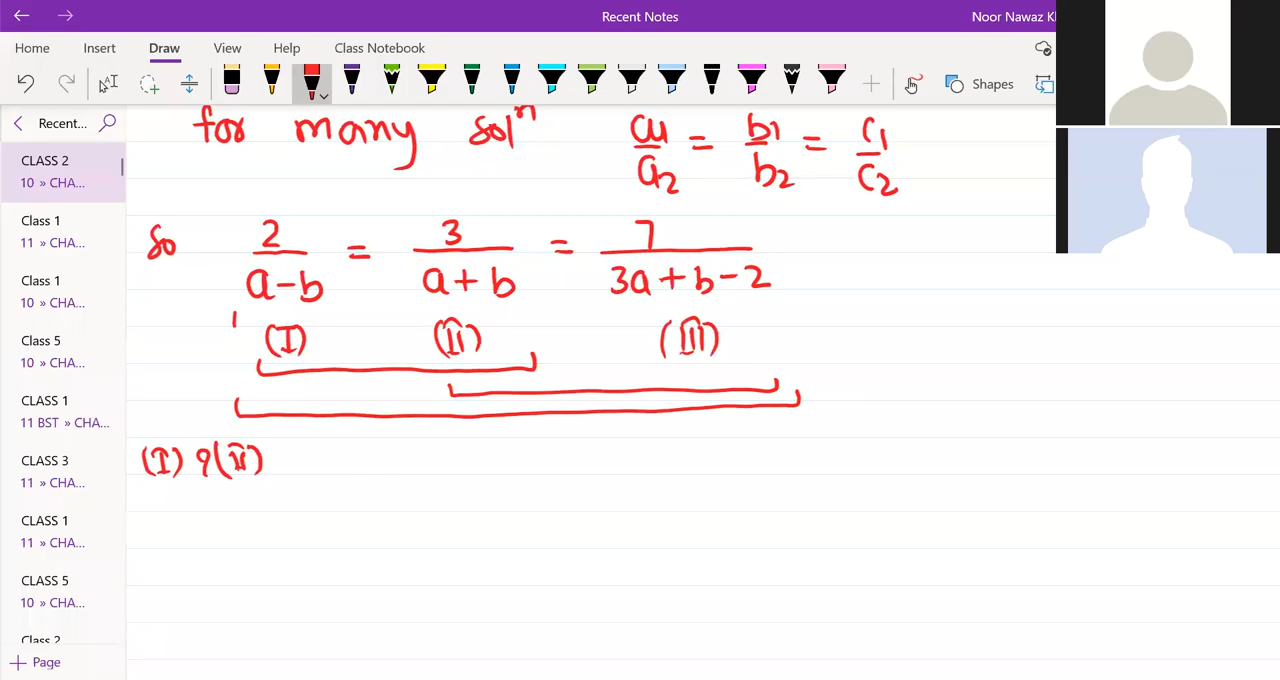 Recent Notes
Noor Nawaz Kh
Home Insert Draw View Help Class Notebook
Shapes
Recent...
CLASS 2
10 » CHA...
Class 1
11 » CHA...
Class 1
10 » CHA...
Class 5
10 » CHA...
CLASS 1
11 BST » CHA...
CLASS 3
11 » CHA...
CLASS 1
11 » CHA...
CLASS 5
10 » CHA...
Class 2
Page
for many solⁿ a1/a2 = b1/b2 = c1/c2
So 2/(a-b) = 3/(a+b) = 7/(3a+b-2)
(I) (II) (III)
(I) & (II)